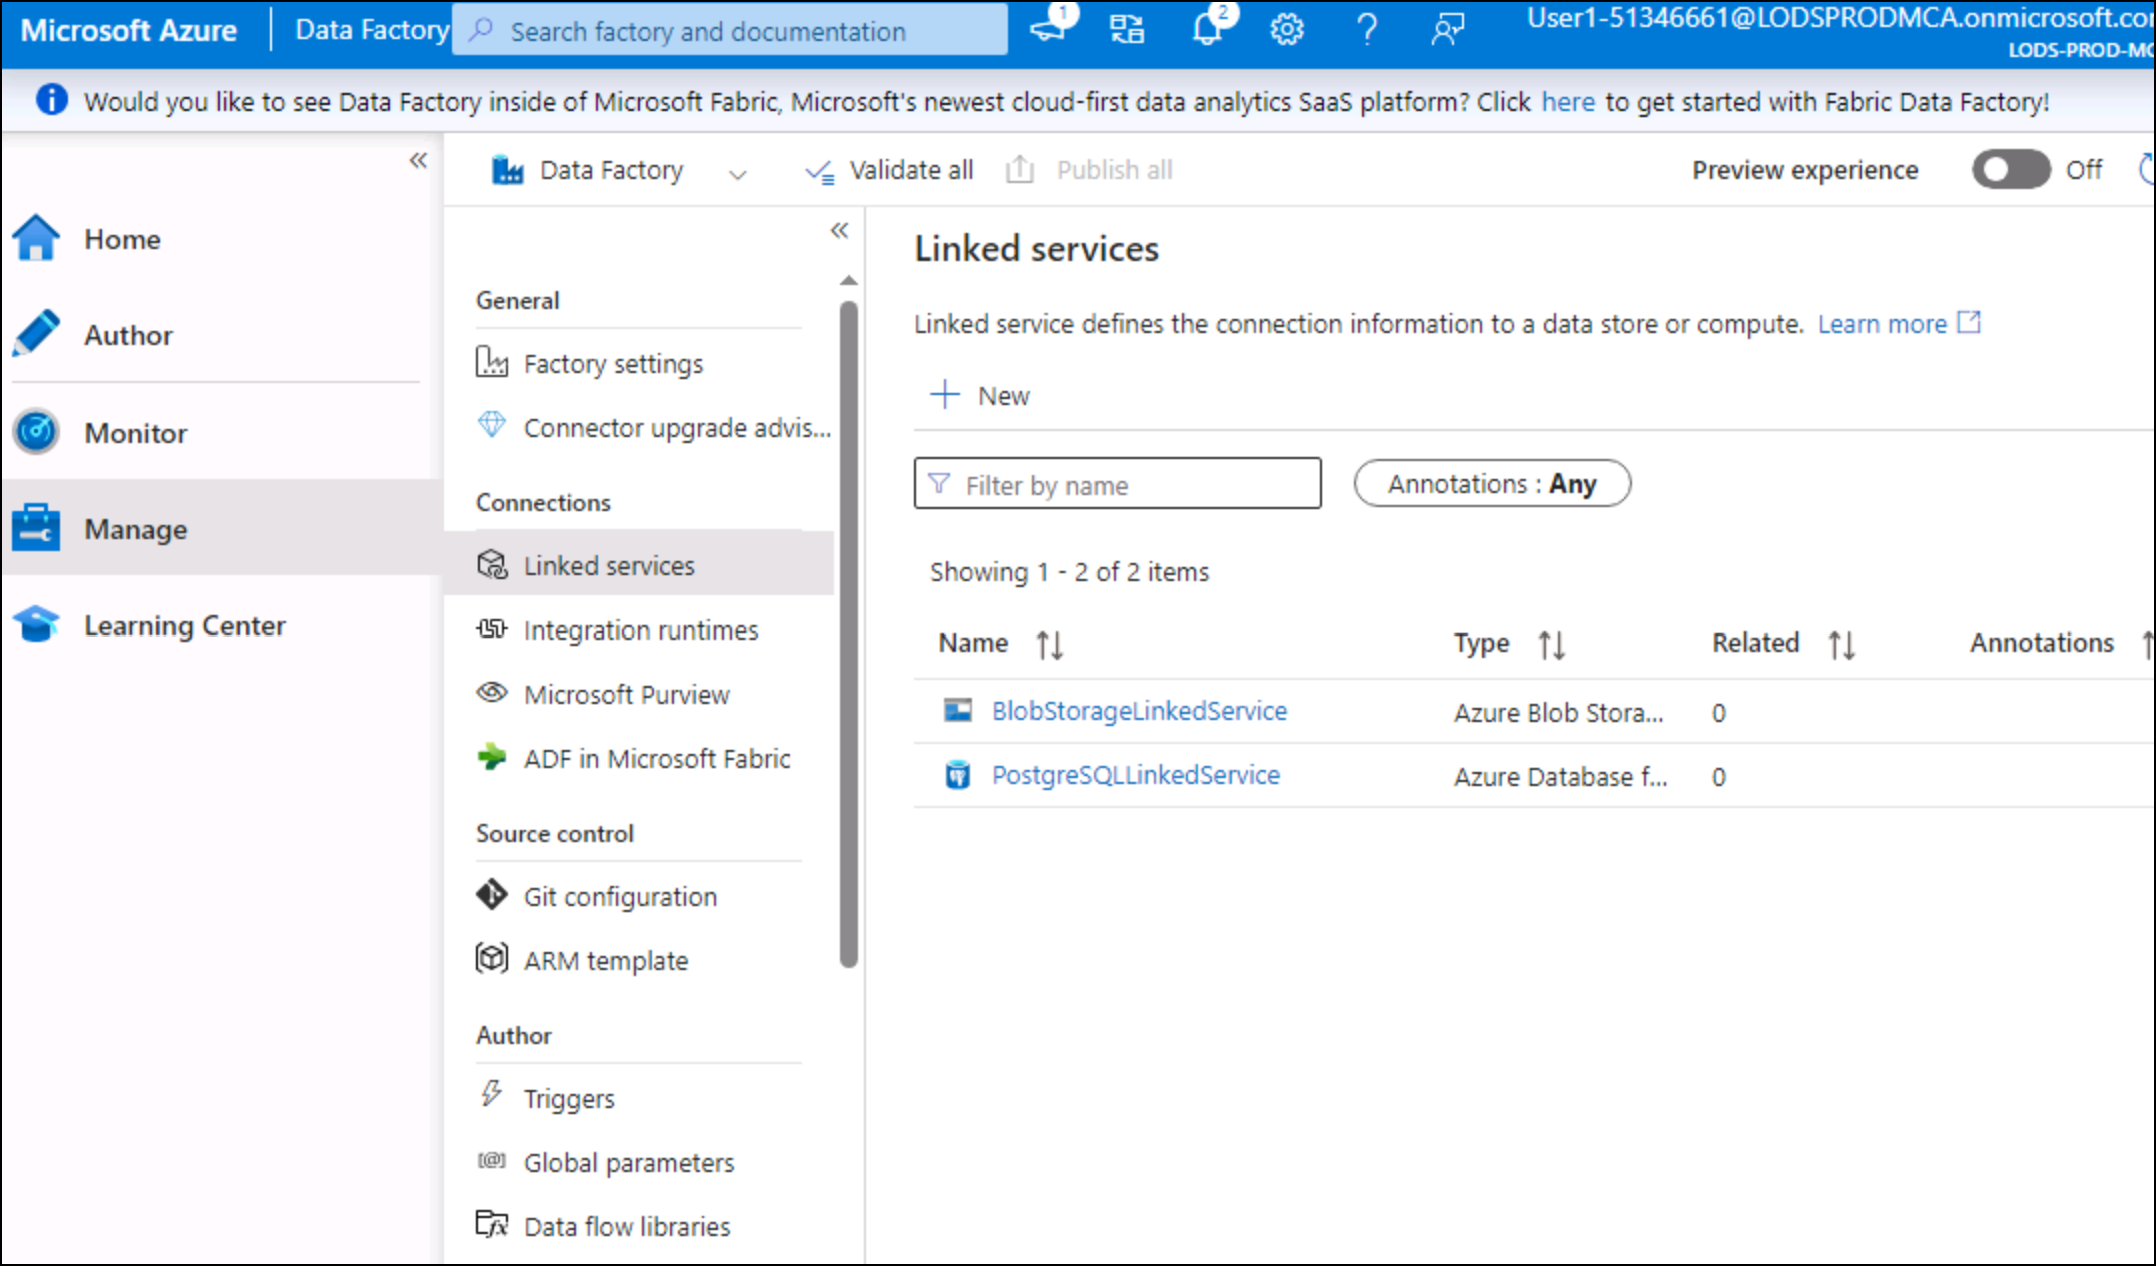 Microsoft Azure
Data Factory
Search factory and documentation
1
2
User1-51346661@LODSPRODMCA.onmicrosoft.co
LODS-PROD-MC
Would you like to see Data Factory inside of Microsoft Fabric, Microsoft's newest cloud-first data analytics SaaS platform? Click here to get started with Fabric Data Factory!
Home
Author
Monitor
Manage
Learning Center
Data Factory
Validate all
Publish all
Preview experience
Off
General
Factory settings
Connector upgrade advis...
Connections
Linked services
Integration runtimes
Microsoft Purview
ADF in Microsoft Fabric
Source control
Git configuration
ARM template
Author
Triggers
Global parameters
Data flow libraries
Linked services
Linked service defines the connection information to a data store or compute. Learn more
New
Filter by name
Annotations : Any
Showing 1 - 2 of 2 items
Name Type Related Annotations
BlobStorageLinkedService Azure Blob Stora... 0
PostgreSQLLinkedService Azure Database f... 0